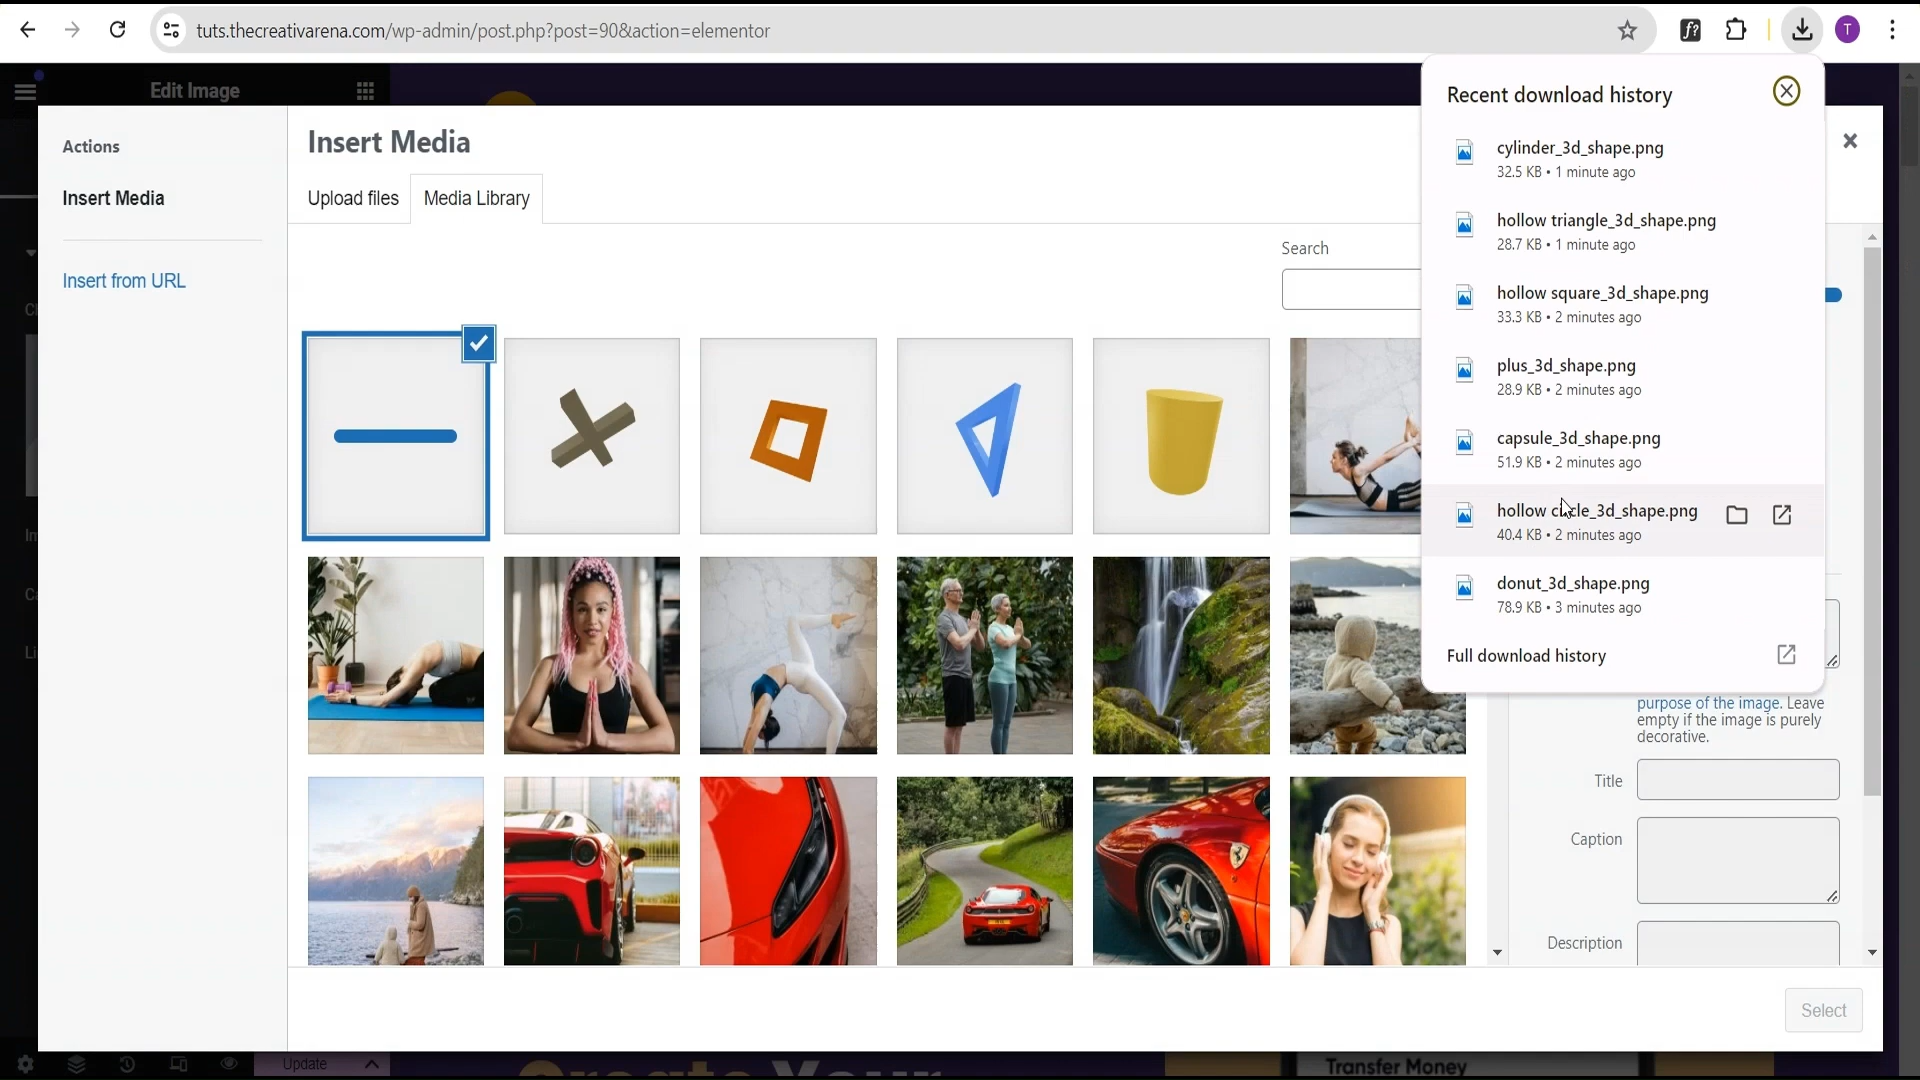 tuts.thecreativarena.com/wp-admin/post.php?post=90&action=elementor
T
Edit Image
Recent download history
cylinder_3d_shape.png
32.5 KB • 1 minute ago
hollow triangle_3d_shape.png
28.7 KB • 1 minute ago
hollow square_3d_shape.png
33.3 KB • 2 minutes ago
plus_3d_shape.png
28.9 KB • 2 minutes ago
capsule_3d_shape.png
51.9 KB • 2 minutes ago
hollow circle_3d_shape.png
40.4 KB • 2 minutes ago
donut_3d_shape.png
78.9 KB • 3 minutes ago
Full download history
Actions
Insert Media
Insert from URL
Insert Media
Upload files
Media Library
Search
purpose of the image. Leave
empty if the image is purely
decorative.
Title
Caption
Description
Select
Update
Create Your
Transfer Money